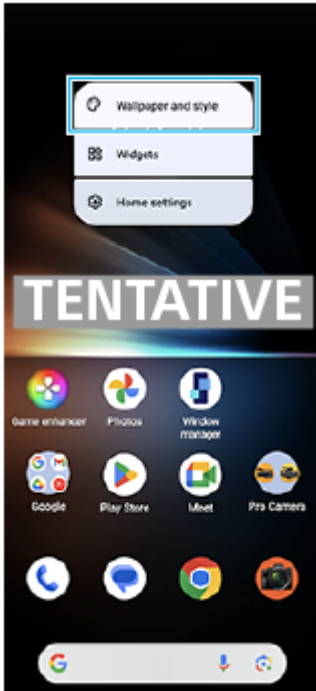 Wallpaper and style
Widgets
Home settings
TENTATIVE
Game enhancer
Photos
Window manager
Google
Play Store
Meet
Pro Camera